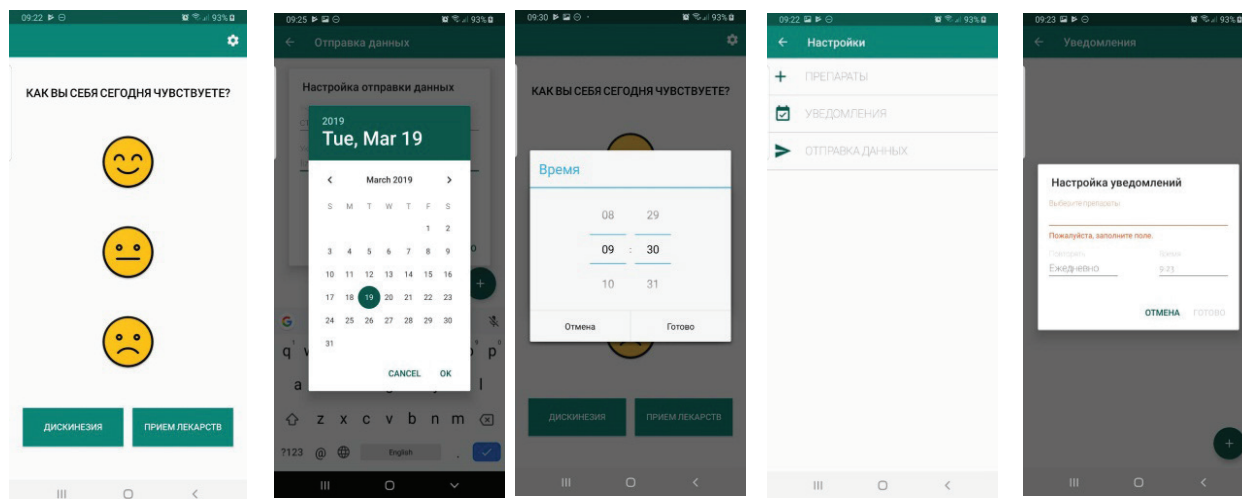 09:22 93%
КАК ВЫ СЕБЯ СЕГОДНЯ ЧУВСТВУЕТЕ?
ДИСКИНЕЗИЯ
ПРИЕМ ЛЕКАРСТВ
09:25 93%
Отправка данных
Настройка отправки данных
2019
Tue, Mar 19
March 2019
S M T W T F S
1 2
3 4 5 6 7 8 9
10 11 12 13 14 15 16
17 18 19 20 21 22 23
24 25 26 27 28 29 30
31
CANCEL OK
q p
a l
z x c v b n m
?123 @ English .
09:30 93%
КАК ВЫ СЕБЯ СЕГОДНЯ ЧУВСТВУЕТЕ?
Время
08 29
09 : 30
10 31
Отмена Готово
ДИСКИНЕЗИЯ
ПРИЕМ ЛЕКАРСТВ
09:22 93%
Настройки
ПРЕПАРАТЫ
УВЕДОМЛЕНИЯ
ОТПРАВКА ДАННЫХ
09:23 93%
Уведомления
Настройка уведомлений
Выберите препараты
Пожалуйста, заполните поле.
Повторять Время
Ежедневно 9:23
ОТМЕНА ГОТОВО